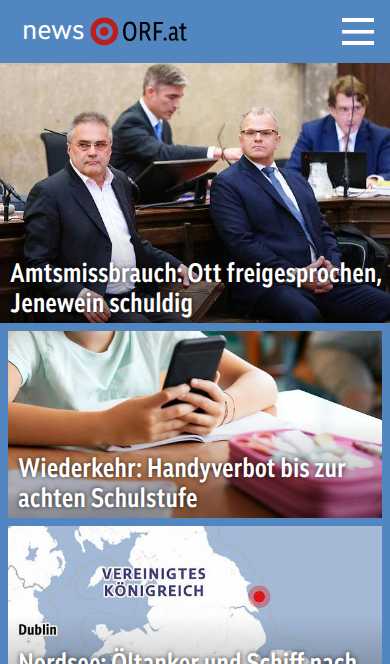 news ORF.at
Amtsmissbrauch: Ott freigesprochen,
Jenewein schuldig
Wiederkehr: Handyverbot bis zur
achten Schulstufe
VEREINIGTES
KÖNIGREICH
Dublin
Nordsee: Öltanker und Schiff nach